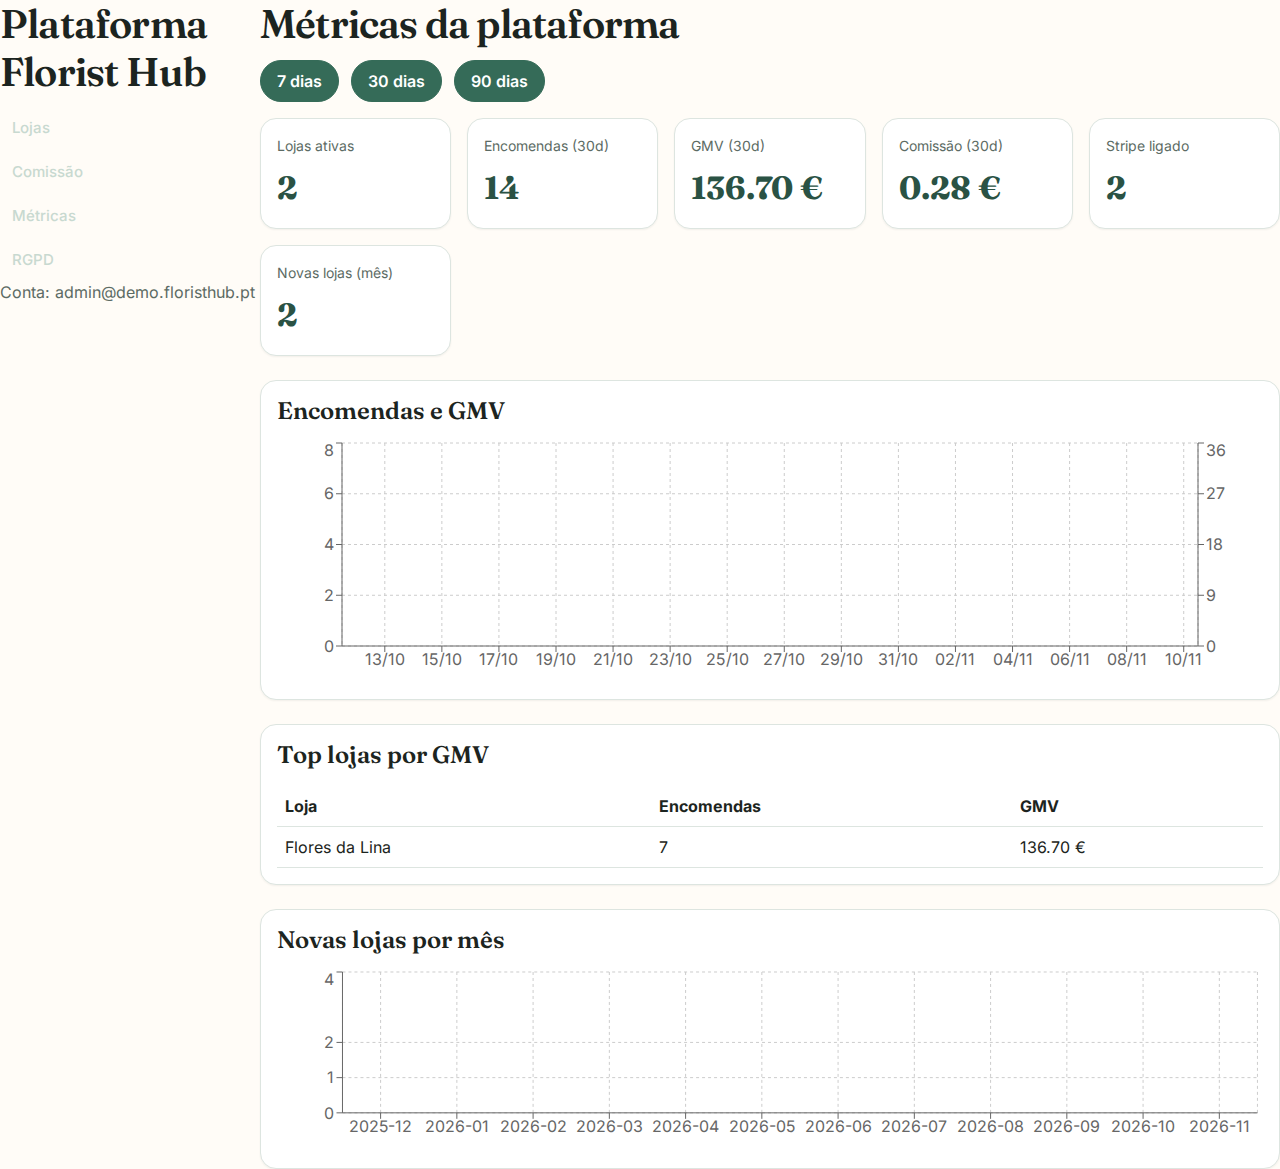 Plataforma
Florist Hub
Lojas
Comissão
Métricas
RGPD
Conta: admin@demo.floristhub.pt
Métricas da plataforma
7 dias 30 dias 90 dias
Lojas ativas
2
Encomendas (30d)
14
GMV (30d)
136.70 €
Comissão (30d)
0.28 €
Stripe ligado
2
Novas lojas (mês)
2
Encomendas e GMV
8 36
6 27
4 18
2 9
0 0
13/10 15/10 17/10 19/10 21/10 23/10 25/10 27/10 29/10 31/10 02/11 04/11 06/11 08/11 10/11
Top lojas por GMV
Loja Encomendas GMV
Flores da Lina 7 136.70 €
Novas lojas por mês
4
2
1
0
2025-12 2026-01 2026-02 2026-03 2026-04 2026-05 2026-06 2026-07 2026-08 2026-09 2026-10 2026-11